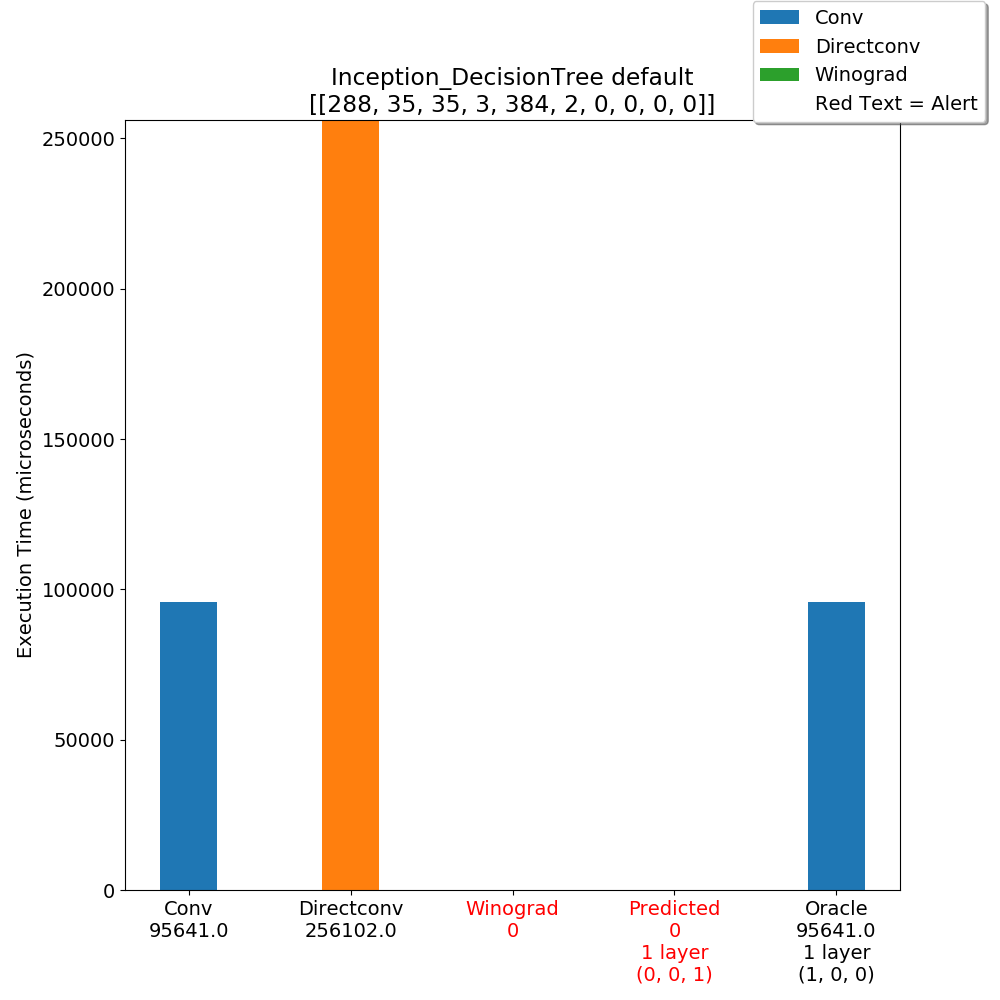 Conv
Directconv
Winograd
Red Text = Alert
Inception_DecisionTree default
[[288, 35, 35, 3, 384, 2, 0, 0, 0, 0]]
Execution Time (microseconds)
250000
200000
150000
100000
50000
0
Conv
95641.0
Directconv
256102.0
Winograd
0
Predicted
0
1 layer
(0, 0, 1)
Oracle
95641.0
1 layer
(1, 0, 0)